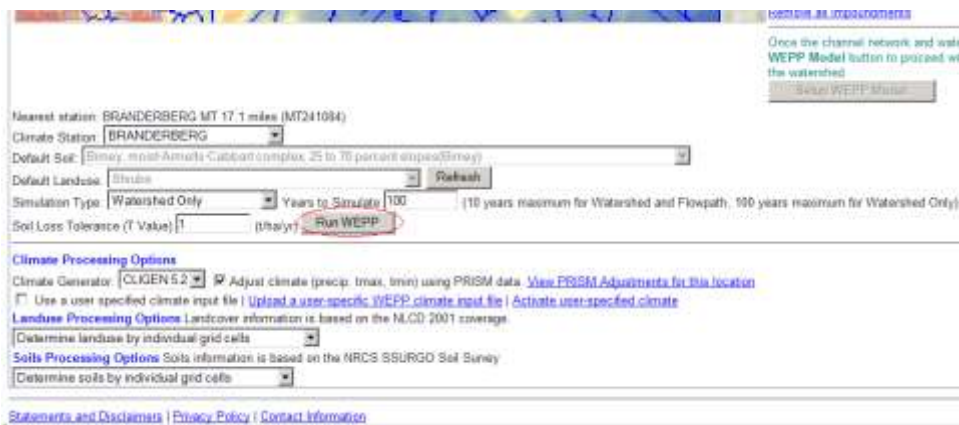 Remove all Impoundments
Once the channel network and wate
WEPP Model button to proceed wi
the watershed
Setup WEPP Model
Nearest station: BRANDERBERG MT 17.1 miles (MT241084)
Climate Station: BRANDERBERG
Default Soil: Birney, moist-Armells-Cabbart complex, 25 to 70 percent slopes(Birney)
Default Landuse: Shrubs Refresh
Simulation Type: Watershed Only Years to Simulate 100 (10 years maximum for Watershed and Flowpath, 100 years maximum for Watershed Only)
Soil Loss Tolerance (T Value) 1 (t/ha/yr) Run WEPP
Climate Processing Options
Climate Generator: CLIGEN 5.2 Adjust climate (precip, tmax, tmin) using PRISM data. View PRISM Adjustments for this location
Use a user specified climate input file | Upload a user-specific WEPP climate input file | Activate user-specified climate
Landuse Processing Options Landcover information is based on the NLCD 2001 coverage
Determine landuse by individual grid cells
Soils Processing Options Soils information is based on the NRCS SSURGO Soil Survey
Determine soils by individual grid cells
Statements and Disclaimers | Privacy Policy | Contact Information